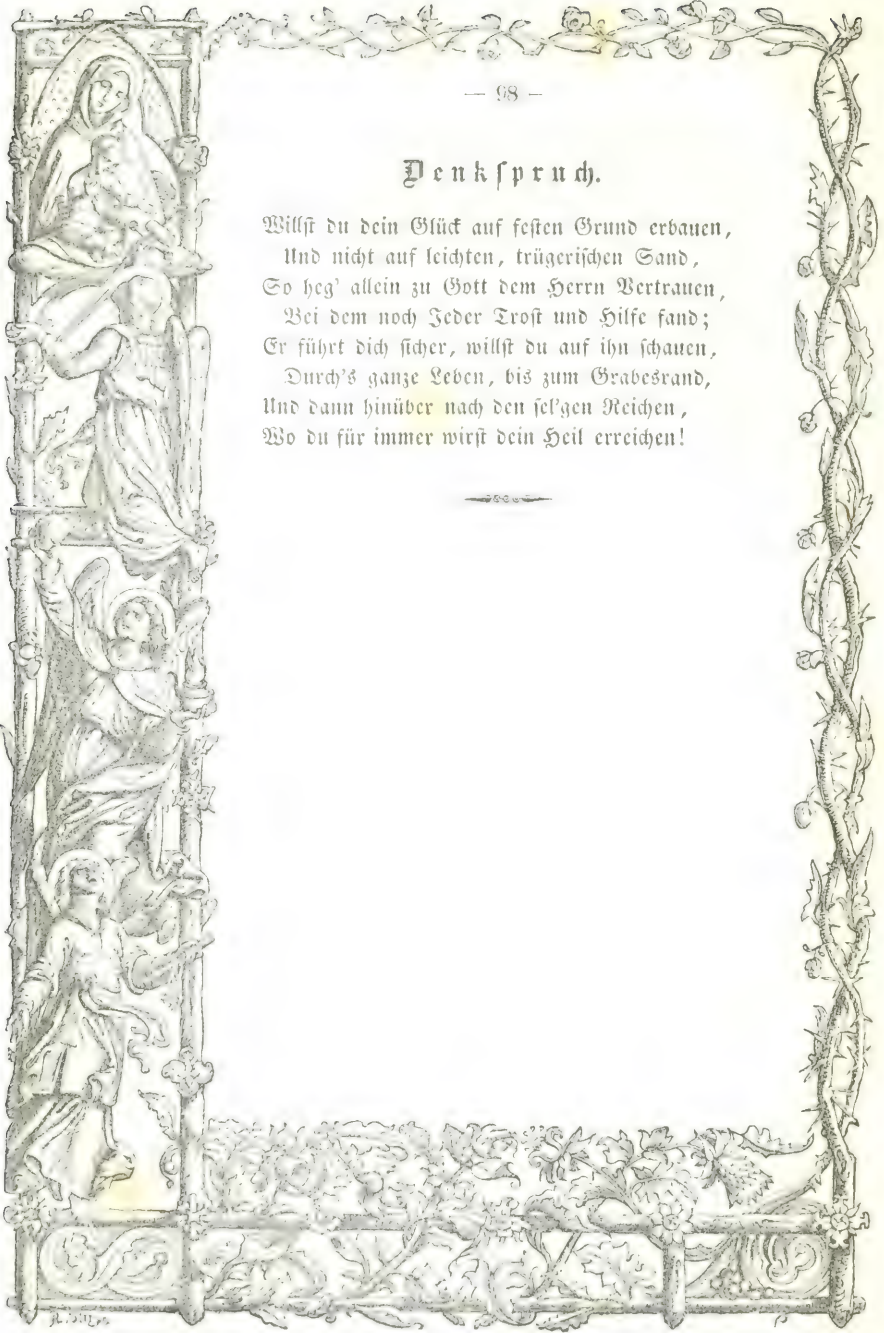 — 98 —
Denkspruch.
Willst du dein Glück auf festen Grund erbauen,
Und nicht auf leichten, trügerischen Sand,
So heg' allein zu Gott dem Herrn Vertrauen,
Bei dem noch Jeder Trost und Hilfe fand;
Er führt dich sicher, willst du auf ihn schauen,
Durch's ganze Leben, bis zum Grabesrand,
Und dann hinüber nach den sel'gen Reichen,
Wo du für immer wirst dein Heil erreichen!